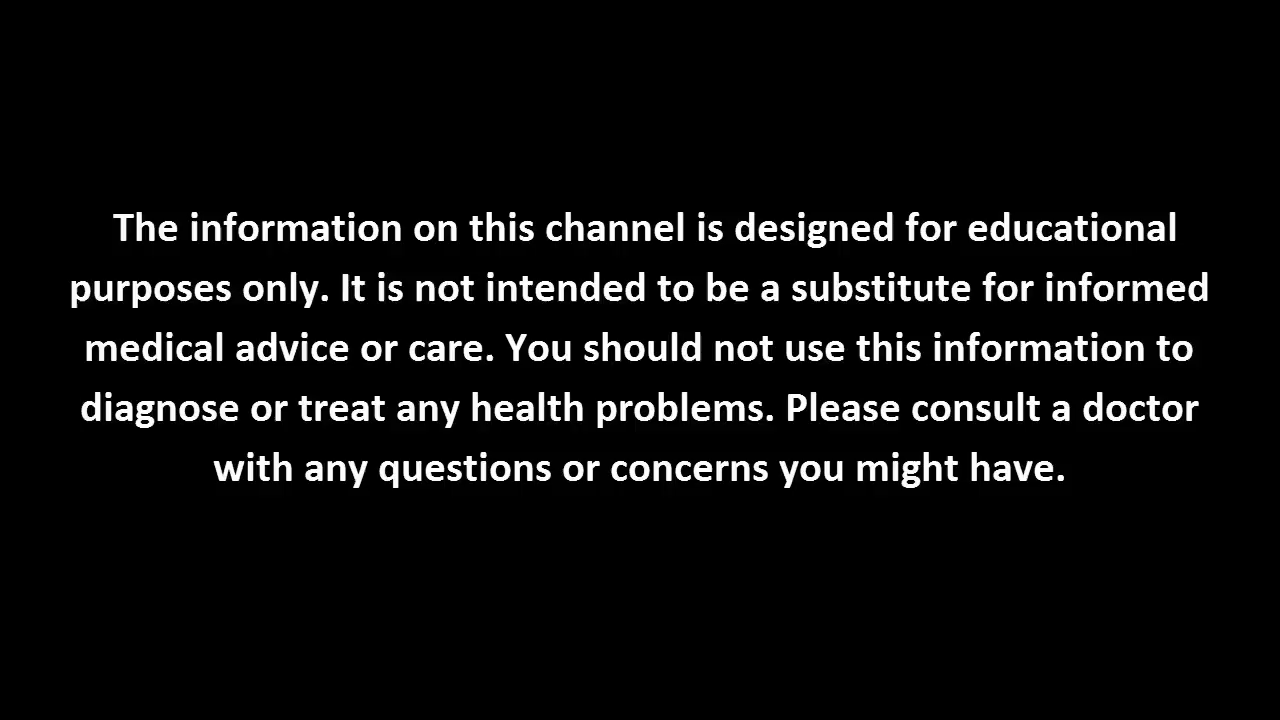 The information on this channel is designed for educational
purposes only. It is not intended to be a substitute for informed
medical advice or care. You should not use this information to
diagnose or treat any health problems. Please consult a doctor
with any questions or concerns you might have.